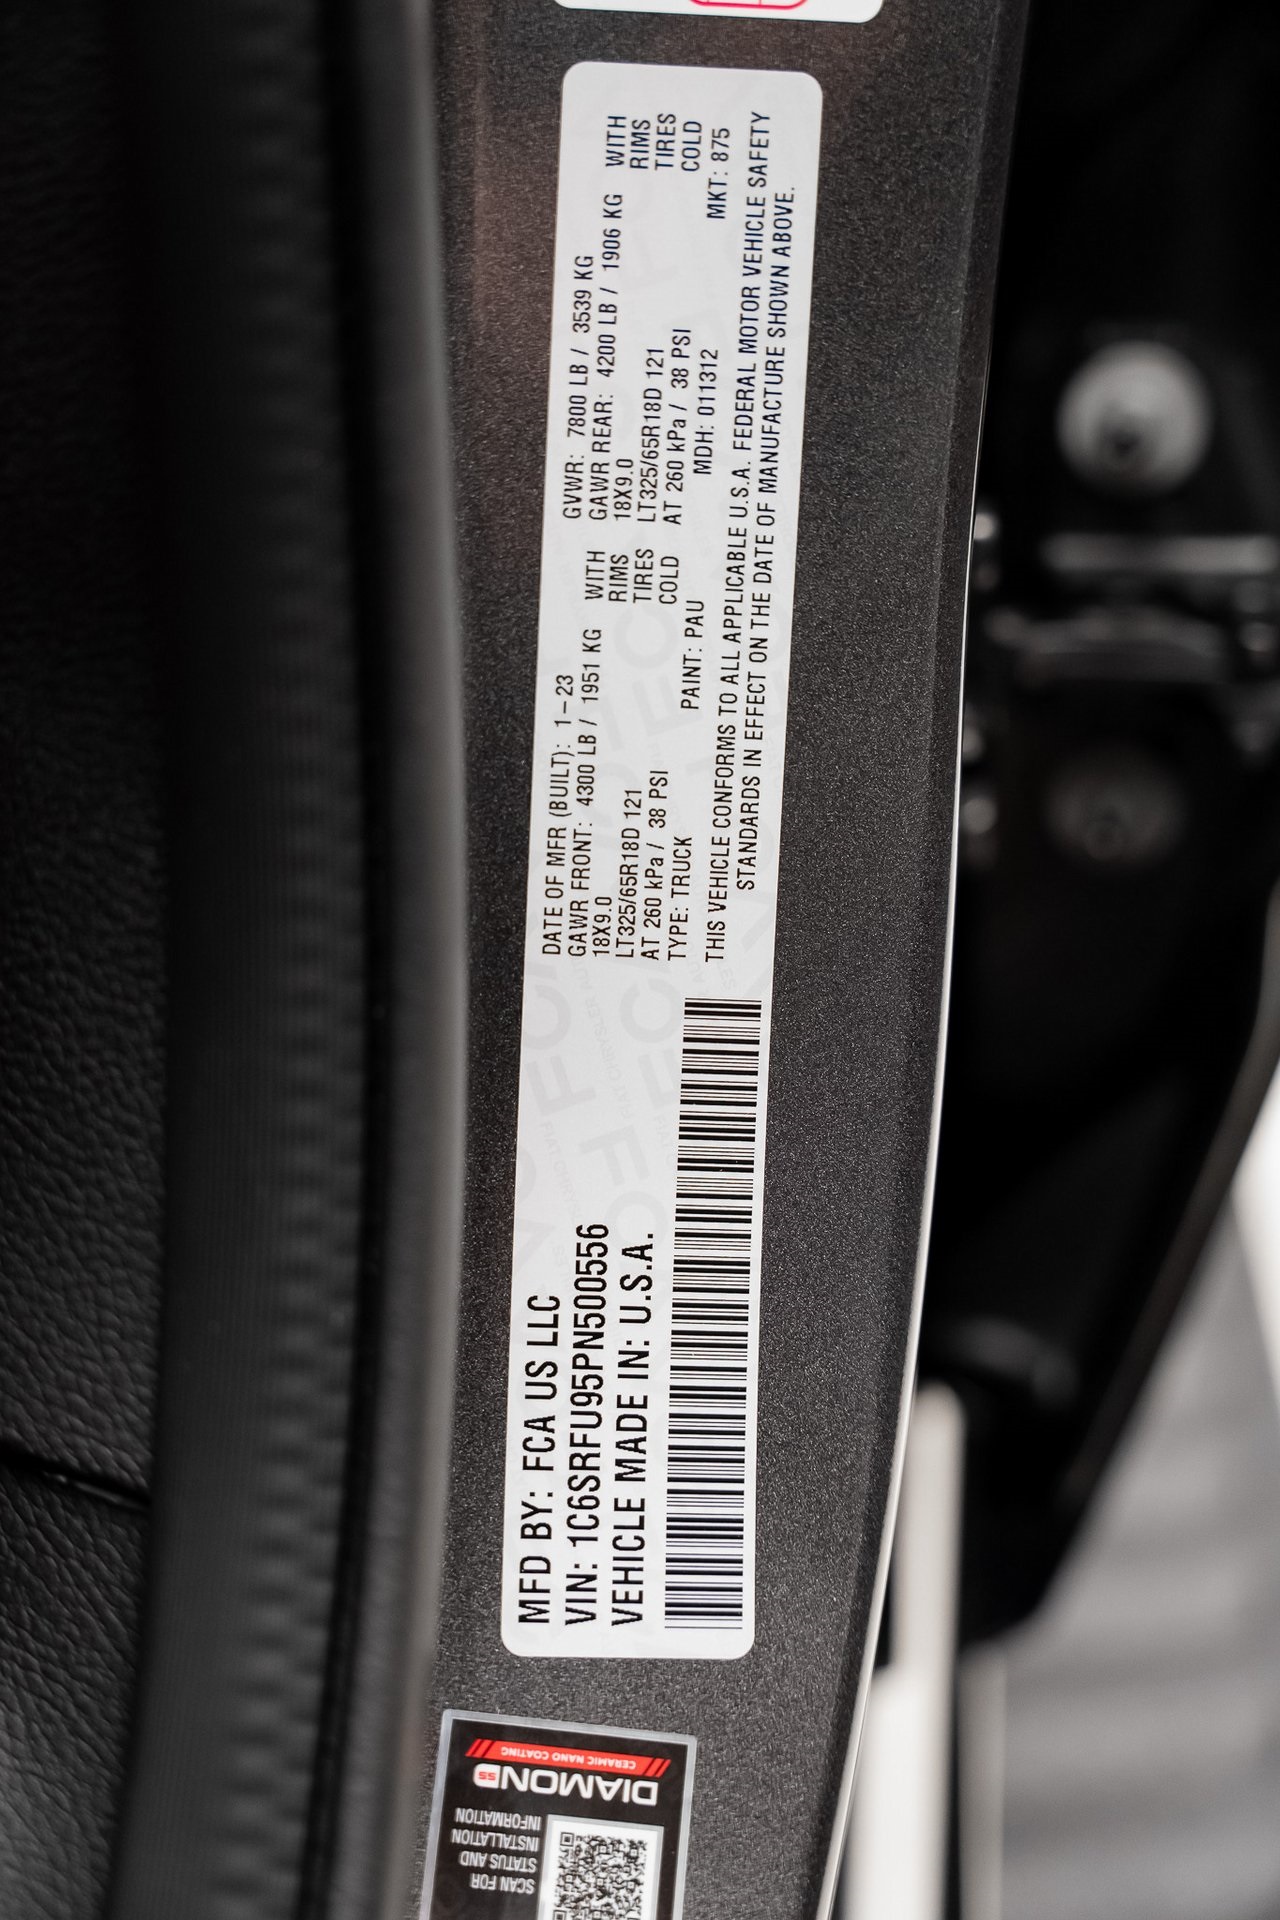 MFD BY: FCA US LLC
VIN: 1C6SRFU95PN500556
VEHICLE MADE IN: U.S.A.
DATE OF MFR (BUILT): 1-23
GVWR: 7800 LB / 3539 KG
GAWR FRONT: 4300 LB / 1951 KG WITH
GAWR REAR: 4200 LB / 1906 KG WITH
18X9.0 RIMS
18X9.0 RIMS
LT325/65R18D 121 TIRES
LT325/65R18D 121 TIRES
AT 260 kPa / 38 PSI COLD
AT 260 kPa / 38 PSI COLD
TYPE: TRUCK PAINT: PAU MDH: 011312 MKT: 875
THIS VEHICLE CONFORMS TO ALL APPLICABLE U.S.A. FEDERAL MOTOR VEHICLE SAFETY
STANDARDS IN EFFECT ON THE DATE OF MANUFACTURE SHOWN ABOVE.
SCAN FOR
STATUS AND
INSTALLATION
INFORMATION
DIAMOND SS
CERAMIC NANO COATING